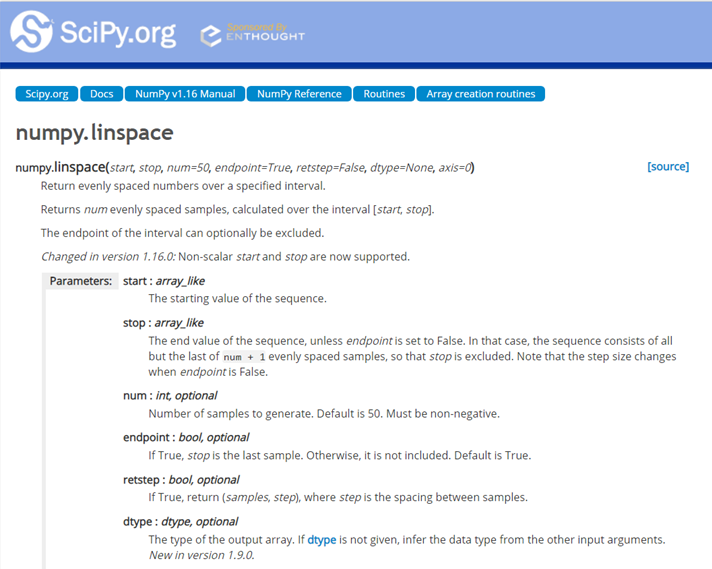 SciPy.org
Sponsored By
ENTHOUGHT
Scipy.org Docs NumPy v1.16 Manual NumPy Reference Routines Array creation routines
numpy.linspace
numpy.linspace(start, stop, num=50, endpoint=True, retstep=False, dtype=None, axis=0) [source]
Return evenly spaced numbers over a specified interval.
Returns num evenly spaced samples, calculated over the interval [start, stop].
The endpoint of the interval can optionally be excluded.
Changed in version 1.16.0: Non-scalar start and stop are now supported.
Parameters: start : array_like
The starting value of the sequence.
stop : array_like
The end value of the sequence, unless endpoint is set to False. In that case, the sequence consists of all
but the last of num + 1 evenly spaced samples, so that stop is excluded. Note that the step size changes
when endpoint is False.
num : int, optional
Number of samples to generate. Default is 50. Must be non-negative.
endpoint : bool, optional
If True, stop is the last sample. Otherwise, it is not included. Default is True.
retstep : bool, optional
If True, return (samples, step), where step is the spacing between samples.
dtype : dtype, optional
The type of the output array. If dtype is not given, infer the data type from the other input arguments.
New in version 1.9.0.